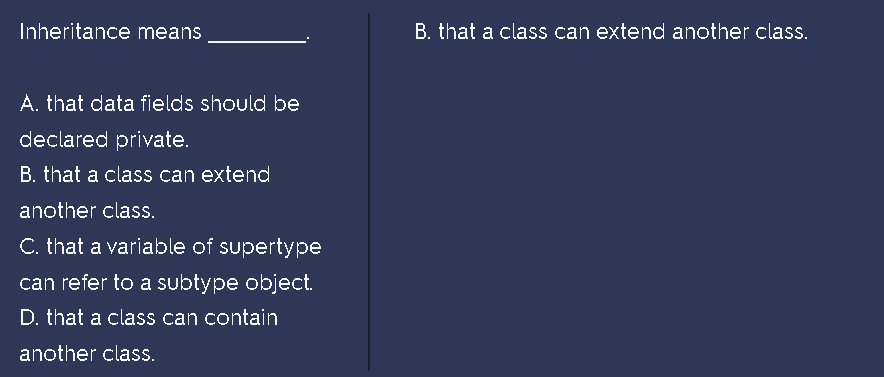 Inheritance means _________.
A. that data fields should be
declared private.
B. that a class can extend
another class.
C. that a variable of supertype
can refer to a subtype object.
D. that a class can contain
another class.
B. that a class can extend another class.